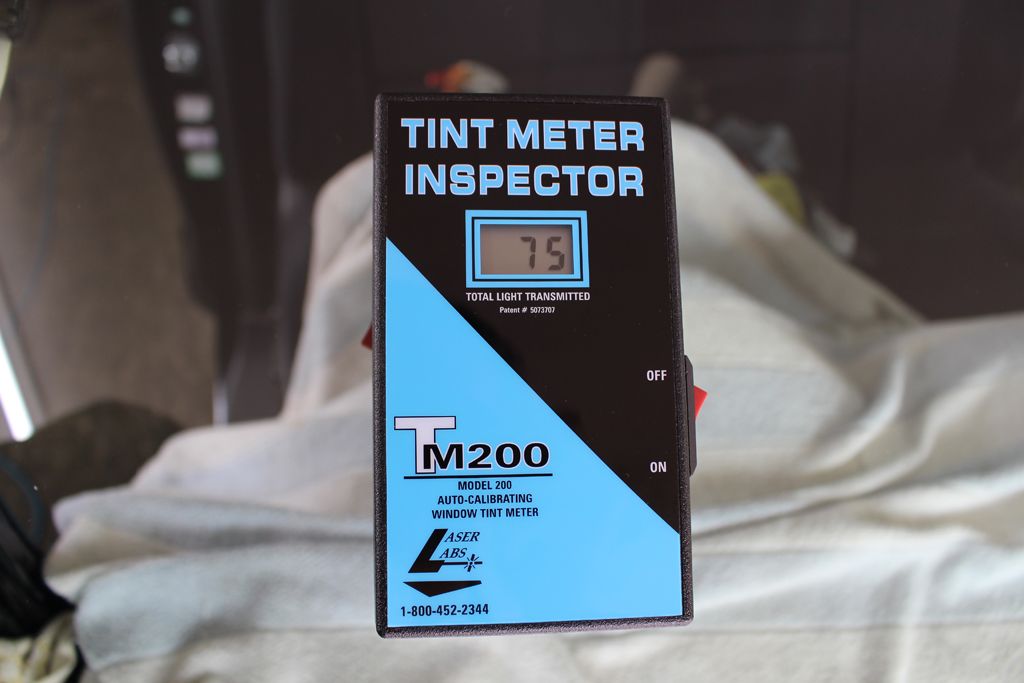 TINT METER
INSPECTOR
75
TOTAL LIGHT TRANSMITTED
Patent # 5073707
OFF
ON
TM200
MODEL 200
AUTO-CALIBRATING
WINDOW TINT METER
LASER
LABS
1-800-452-2344